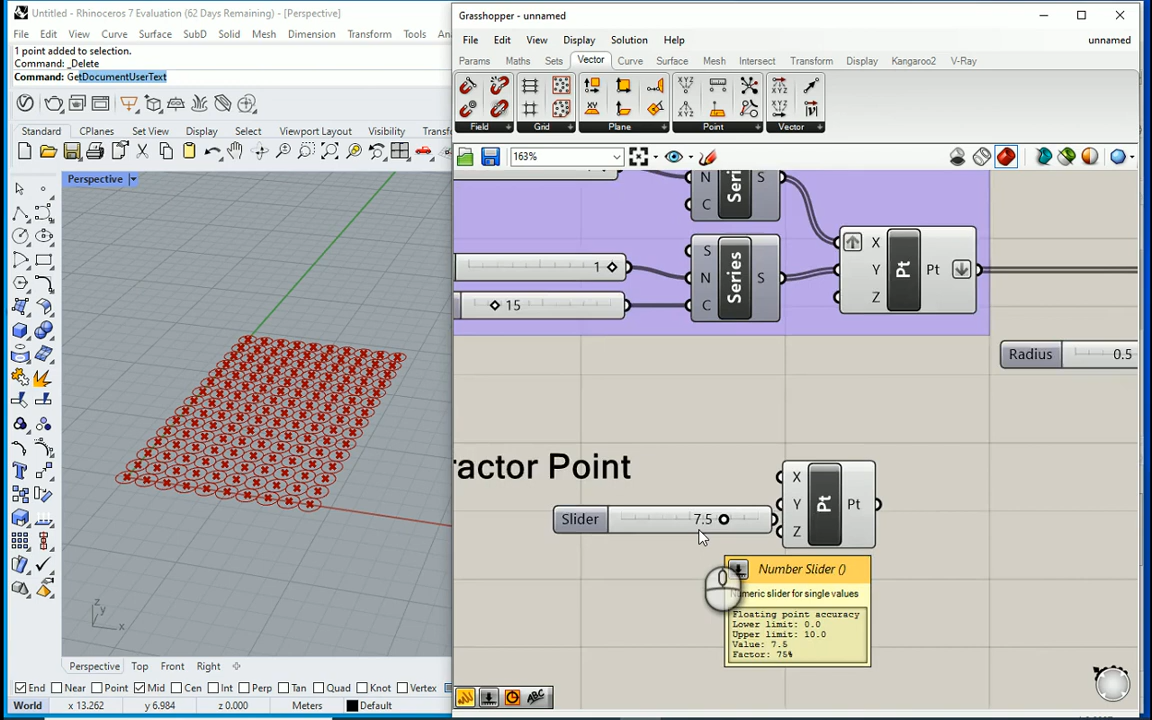 Untitled - Rhinoceros 7 Evaluation (62 Days Remaining) - [Perspective]
File Edit View Curve Surface SubD Solid Mesh Dimension Transform Tools
1 point added to selection.
Command: _Delete
Command: GetDocumentUserText
Standard CPlanes Set View Display Select Viewport Layout Visibility
Perspective
z
y
x
Perspective Top Front Right
End Near Point Mid Cen Int Perp Tan Quad Knot Vertex
World x 13.262 y 6.984 z 0.000 Meters Default
Grasshopper - unnamed
File Edit View Display Solution Help unnamed
Params Maths Sets Vector Curve Surface Mesh Intersect Transform Display Kangaroo2 V-Ray
Field Grid Plane Point Vector
163%
N Series S
C
S
1 N Series S
15 C
X
Y Pt Pt
Z
Radius 0.5
ractor Point
X
Y Pt Pt
Z
Slider 7.5
Number Slider ()
Numeric slider for single values
Floating point accuracy
Lower limit: 0.0
Upper limit: 10.0
Value: 7.5
Factor: 75%